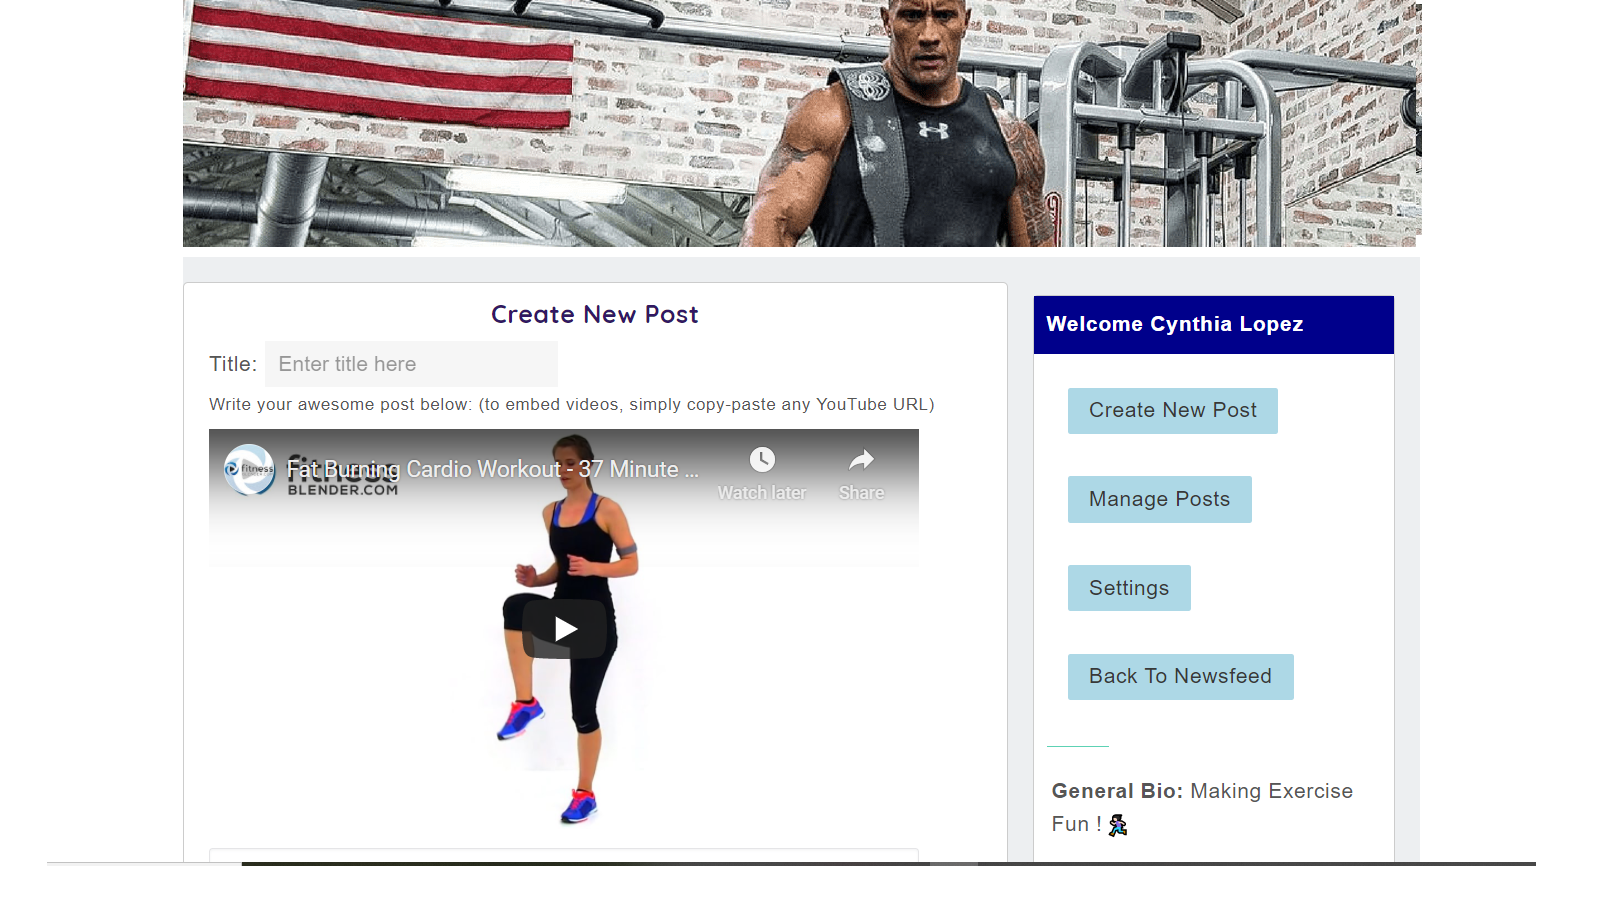 Create New Post
Welcome Cynthia Lopez
Title: Enter title here
Write your awesome post below: (to embed videos, simply copy-paste any YouTube URL)
fitness
Fat Burning Cardio Workout - 37 Minute ...
fitness
BLENDER.COM
Watch later
Share
Create New Post
Manage Posts
Settings
Back To Newsfeed
General Bio: Making Exercise
Fun ! 🏃